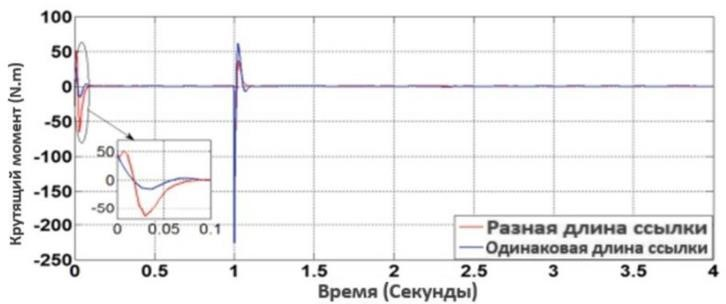 100
50
0
-50
-100
-150
-200
-250
Крутящий момент (N.m)
50
0
-50
0 0.05 0.1
Разная длина ссылки
Одинаковая длина ссылки
0 0.5 1 1.5 2 2.5 3 3.5 4
Время (Секунды)